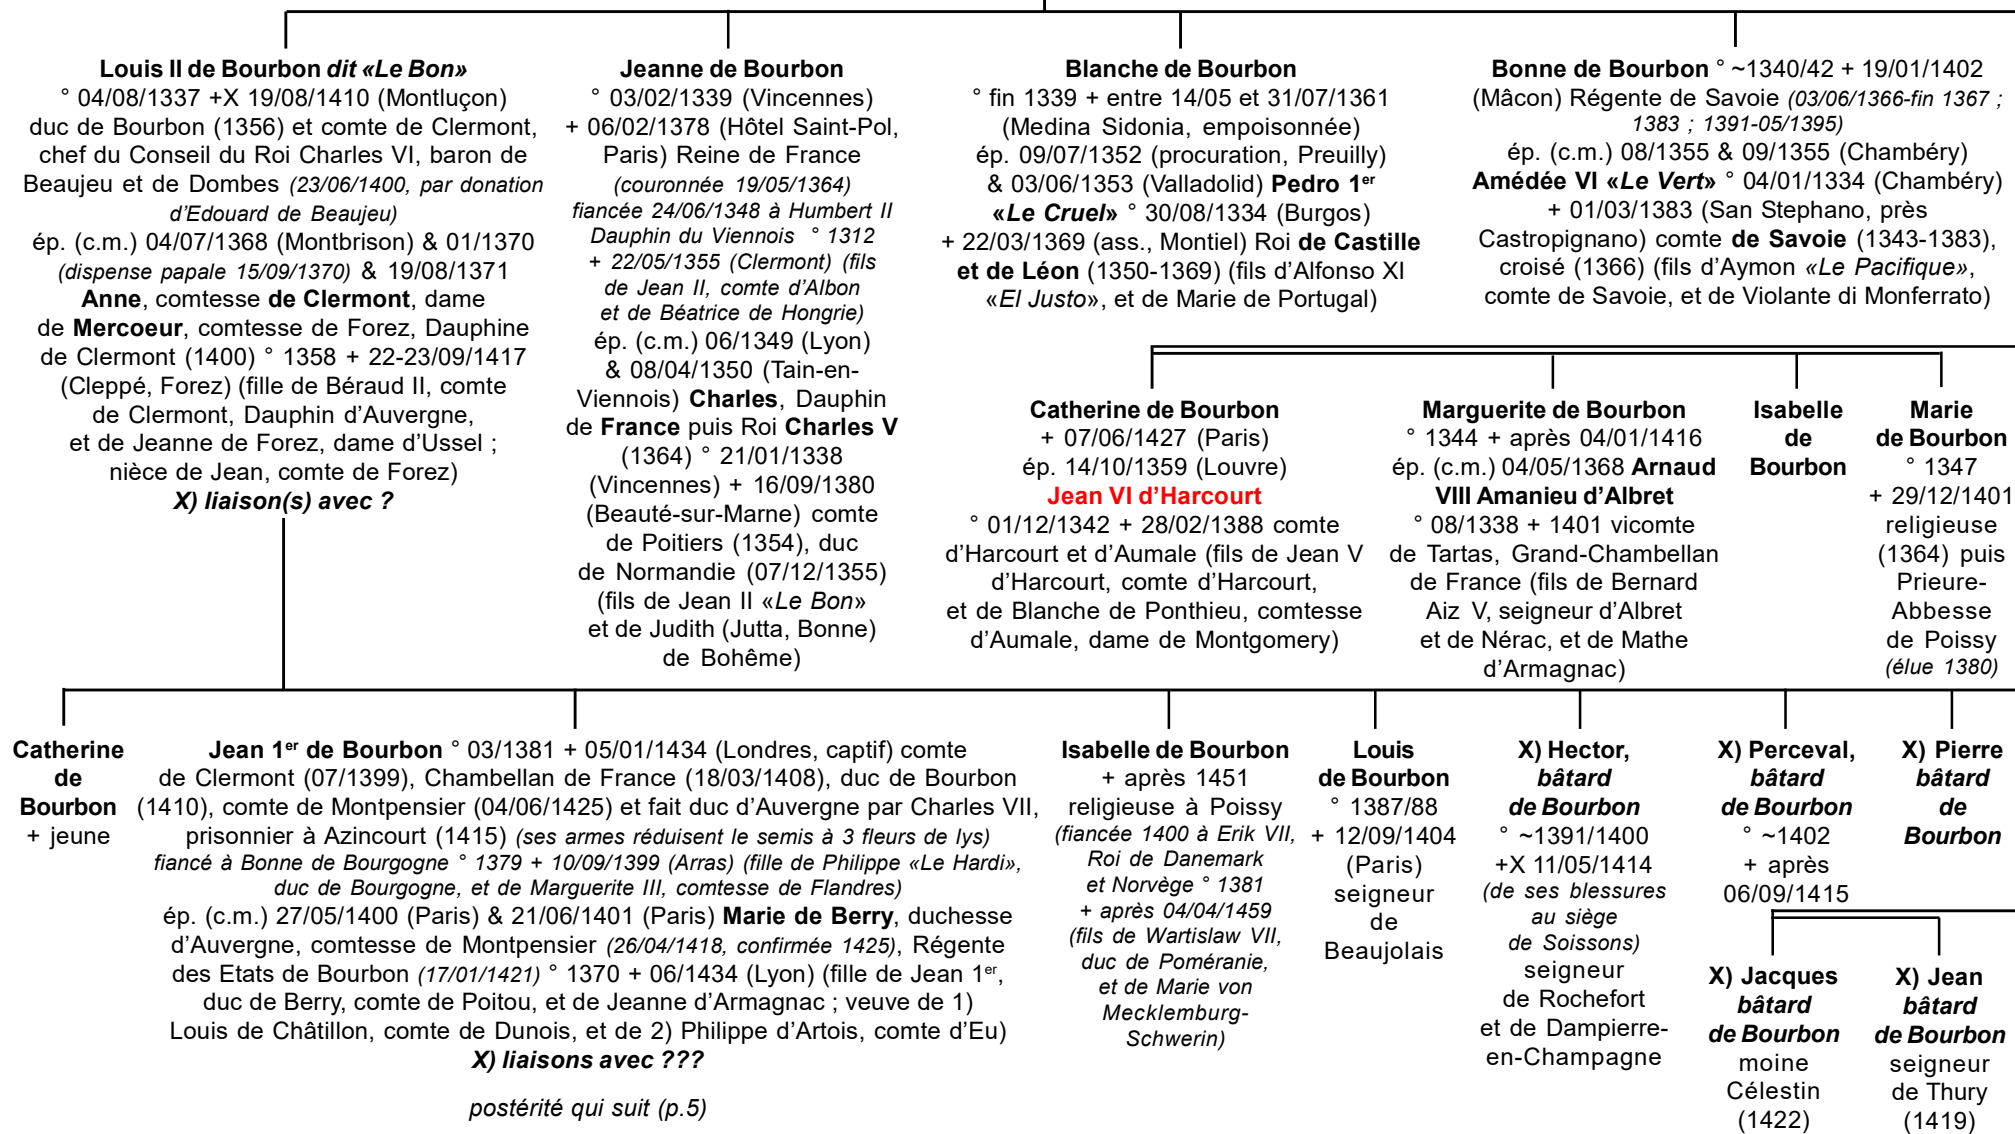 Louis II de Bourbon dit «Le Bon»
° 04/08/1337 +X 19/08/1410 (Montluçon)
duc de Bourbon (1356) et comte de Clermont,
chef du Conseil du Roi Charles VI, baron de
Beaujeu et de Dombes (23/06/1400, par donation
d'Edouard de Beaujeu)
ép. (c.m.) 04/07/1368 (Montbrison) & 01/1370
(dispense papale 15/09/1370) & 19/08/1371
Anne, comtesse de Clermont, dame
de Mercoeur, comtesse de Forez, Dauphine
de Clermont (1400) ° 1358 + 22-23/09/1417
(Cleppé, Forez) (fille de Béraud II, comte
de Clermont, Dauphin d'Auvergne,
et de Jeanne de Forez, dame d'Ussel ;
nièce de Jean, comte de Forez)
X) liaison(s) avec ?
Jeanne de Bourbon
° 03/02/1339 (Vincennes)
+ 06/02/1378 (Hôtel Saint-Pol,
Paris) Reine de France
(couronnée 19/05/1364)
fiancée 24/06/1348 à Humbert II
Dauphin du Viennois ° 1312
+ 22/05/1355 (Clermont) (fils
de Jean II, comte d'Albon
et de Béatrice de Hongrie)
ép. (c.m.) 06/1349 (Lyon)
& 08/04/1350 (Tain-en-
Viennois) Charles, Dauphin
de France puis Roi Charles V
(1364) ° 21/01/1338
(Vincennes) + 16/09/1380
(Beauté-sur-Marne) comte
de Poitiers (1354), duc
de Normandie (07/12/1355)
(fils de Jean II «Le Bon»
et de Judith (Jutta, Bonne)
de Bohême)
Blanche de Bourbon
° fin 1339 + entre 14/05 et 31/07/1361
(Medina Sidonia, empoisonnée)
ép. 09/07/1352 (procuration, Preuilly)
& 03/06/1353 (Valladolid) Pedro 1er
«Le Cruel» ° 30/08/1334 (Burgos)
+ 22/03/1369 (ass., Montiel) Roi de Castille
et de Léon (1350-1369) (fils d'Alfonso XI
«El Justo», et de Marie de Portugal)
Bonne de Bourbon ° ~1340/42 + 19/01/1402
(Mâcon) Régente de Savoie (03/06/1366-fin 1367 ;
1383 ; 1391-05/1395)
ép. (c.m.) 08/1355 & 09/1355 (Chambéry)
Amédée VI «Le Vert» ° 04/01/1334 (Chambéry)
+ 01/03/1383 (San Stephano, près
Castropignano) comte de Savoie (1343-1383),
croisé (1366) (fils d'Aymon «Le Pacifique»,
comte de Savoie, et de Violante di Monferrato)
Catherine de Bourbon
+ 07/06/1427 (Paris)
ép. 14/10/1359 (Louvre)
Jean VI d'Harcourt
° 01/12/1342 + 28/02/1388 comte
d'Harcourt et d'Aumale (fils de Jean V
d'Harcourt, comte d'Harcourt,
et de Blanche de Ponthieu, comtesse
d'Aumale, dame de Montgomery)
Marguerite de Bourbon
° 1344 + après 04/01/1416
ép. (c.m.) 04/05/1368 Arnaud
VIII Amanieu d'Albret
° 08/1338 + 1401 vicomte
de Tartas, Grand-Chambellan
de France (fils de Bernard
Aiz V, seigneur d'Albret
et de Nérac, et de Mathe
d'Armagnac)
Isabelle
de
Bourbon
Marie
de Bourbon
° 1347
+ 29/12/1401
religieuse
(1364) puis
Prieure-
Abbesse
de Poissy
(élue 1380)
Catherine
de
Bourbon
+ jeune
Jean 1er de Bourbon ° 03/1381 + 05/01/1434 (Londres, captif) comte
de Clermont (07/1399), Chambellan de France (18/03/1408), duc de Bourbon
(1410), comte de Montpensier (04/06/1425) et fait duc d'Auvergne par Charles VII,
prisonnier à Azincourt (1415) (ses armes réduisent le semis à 3 fleurs de lys)
fiancé à Bonne de Bourgogne ° 1379 + 10/09/1399 (Arras) (fille de Philippe «Le Hardi»,
duc de Bourgogne, et de Marguerite III, comtesse de Flandres)
ép. (c.m.) 27/05/1400 (Paris) & 21/06/1401 (Paris) Marie de Berry, duchesse
d'Auvergne, comtesse de Montpensier (26/04/1418, confirmée 1425), Régente
des Etats de Bourbon (17/01/1421) ° 1370 + 06/1434 (Lyon) (fille de Jean 1er,
duc de Berry, comte de Poitou, et de Jeanne d'Armagnac ; veuve de 1)
Louis de Châtillon, comte de Dunois, et de 2) Philippe d'Artois, comte d'Eu)
X) liaisons avec ???
postérité qui suit (p.5)
Isabelle de Bourbon
+ après 1451
religieuse à Poissy
(fiancée 1400 à Erik VII,
Roi de Danemark
et Norvège ° 1381
+ après 04/04/1459
(fils de Wartislaw VII,
duc de Poméranie,
et de Marie von
Mecklemburg-
Schwerin)
Louis
de Bourbon
° 1387/88
+ 12/09/1404
(Paris)
seigneur
de
Beaujolais
X) Hector,
bâtard
de Bourbon
° ~1391/1400
+X 11/05/1414
(de ses blessures
au siège
de Soissons)
seigneur
de Rochefort
et de Dampierre-
en-Champagne
X) Perceval,
bâtard
de Bourbon
° ~1402
+ après
06/09/1415
X) Pierre
bâtard
de
Bourbon
X) Jacques
bâtard
de Bourbon
moine
Célestin
(1422)
X) Jean
bâtard
de Bourbon
seigneur
de Thury
(1419)